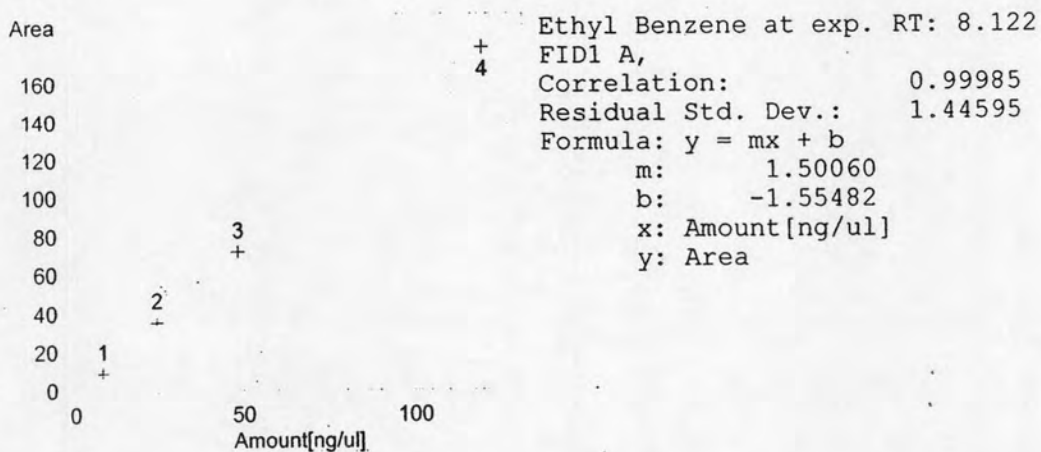 Area
160
140
120
100
80
60
40
20
0
1
2
3
4
0 50 100
Amount[ng/ul]
Ethyl Benzene at exp. RT: 8.122
FID1 A,
Correlation: 0.99985
Residual Std. Dev.: 1.44595
Formula: y = mx + b
m: 1.50060
b: -1.55482
x: Amount[ng/ul]
y: Area